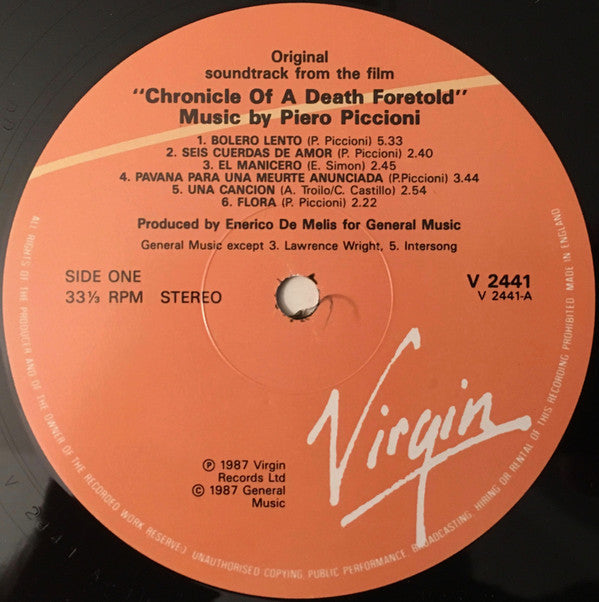 Original
soundtrack from the film
"Chronicle Of A Death Foretold"
Music by Piero Piccioni
1. BOLERO LENTO (P. Piccioni) 5.33
2. SEIS CUERDAS DE AMOR (P. Piccioni) 2.40
3. EL MANICERO (E. Simon) 2.45
4. PAVANA PARA UNA MEURTE ANUNCIADA (P.Piccioni) 3.44
5. UNA CANCION (A. Troilo/C. Castillo) 2.54
6. FLORA (P. Piccioni) 2.22
Produced by Enerico De Melis for General Music
General Music except 3. Lawrence Wright, 5. Intersong
SIDE ONE
33⅓ RPM STEREO
V 2441
V 2441-A
Virgin
℗ 1987 Virgin
Records Ltd
© 1987 General
Music
ALL RIGHTS OF THE PRODUCER AND OF THE OWNER OF THE RECORDED WORK RESERVED. UNAUTHORISED COPYING, PUBLIC PERFORMANCE, BROADCASTING, HIRING OR RENTAL OF THIS RECORDING PROHIBITED. MADE IN ENGLAND